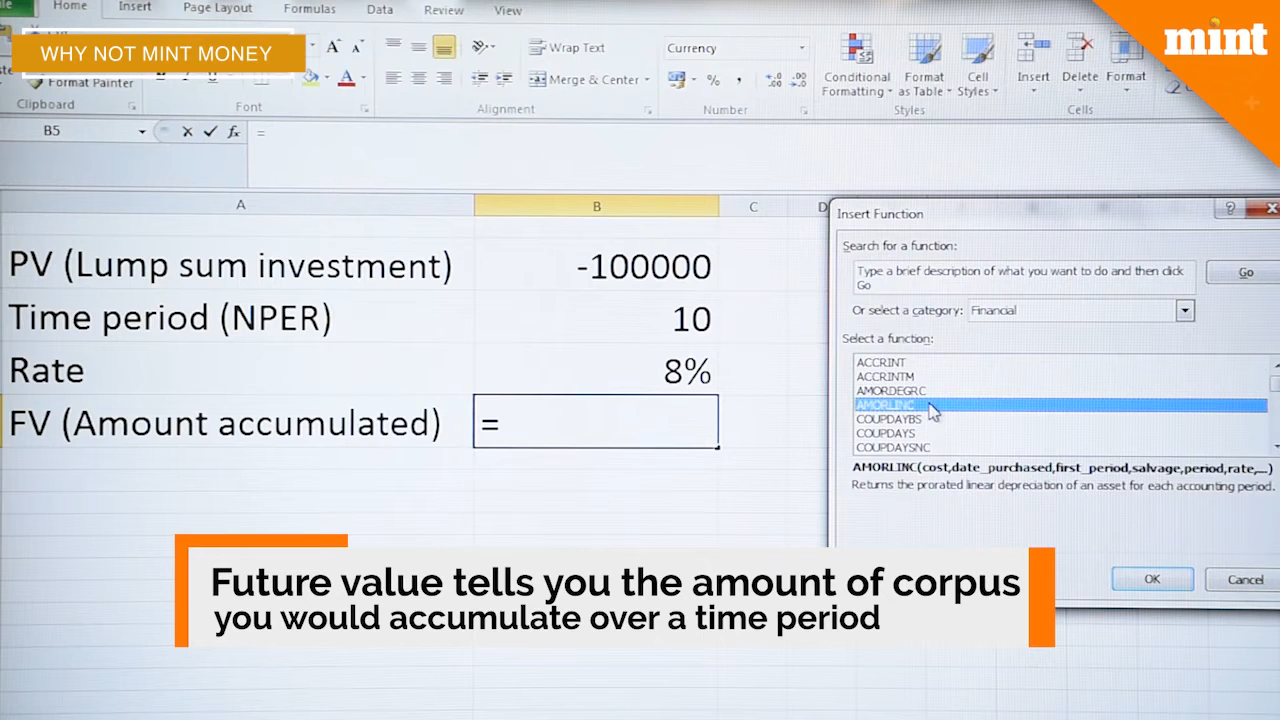 Home Insert Page Layout Formulas Data Review View
mint
WHY NOT MINT MONEY
Wrap Text
Currency
Format Painter
Merge & Center
Conditional Formatting
Format as Table
Cell Styles
Insert Delete Format
Clipboard Font Alignment Number Styles Cells
B5 fx =
A B C D
PV (Lump sum investment) -100000
Time period (NPER) 10
Rate 8%
FV (Amount accumulated) =
Insert Function
Search for a function:
Type a brief description of what you want to do and then click
Go
Go
Or select a category: Financial
Select a function:
ACCRINT
ACCRINTM
AMORDEGRC
AMORLINC
COUPDAYBS
COUPDAYS
COUPDAYSNC
AMORLINC(cost,date_purchased,first_period,salvage,period,rate,...)
Returns the prorated linear depreciation of an asset for each accounting period.
OK Cancel
Future value tells you the amount of corpus
you would accumulate over a time period